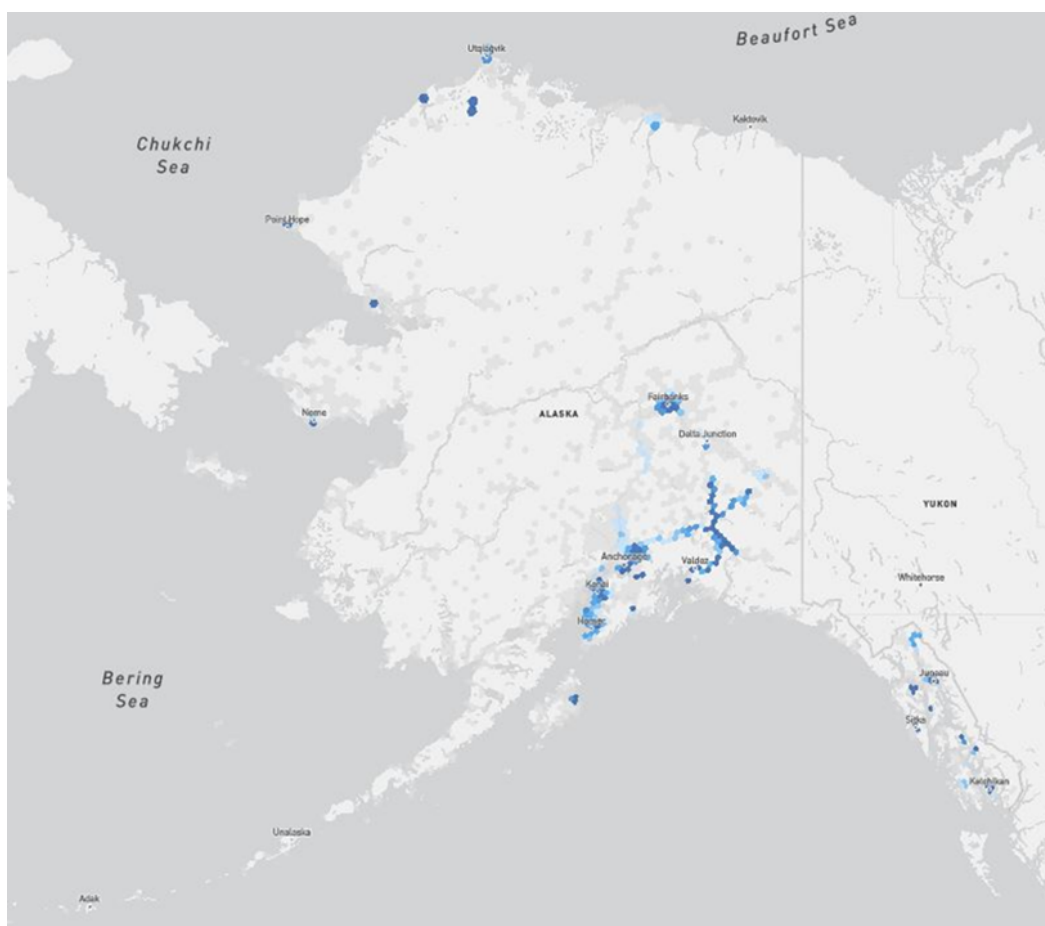 Beaufort Sea
Utqiagvik
Kaktovik
Chukchi
Sea
Point Hope
Fairbanks
Nome
ALASKA
Delta Junction
YUKON
Anchorage
Valdez
Kenai
Whitehorse
Homer
Juneau
Bering
Sea
Sitka
Ketchikan
Unalaska
Adak